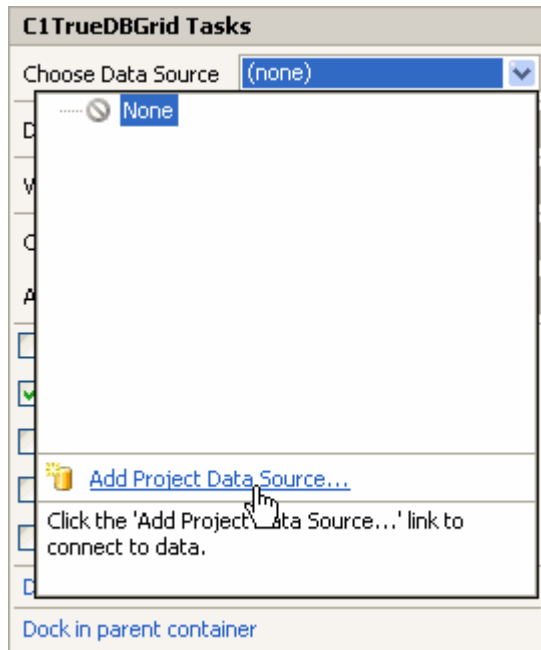 C1TrueDBGrid Tasks
Choose Data Source (none)
None
Add Project Data Source...
Click the 'Add Project Data Source...' link to
connect to data.
Dock in parent container